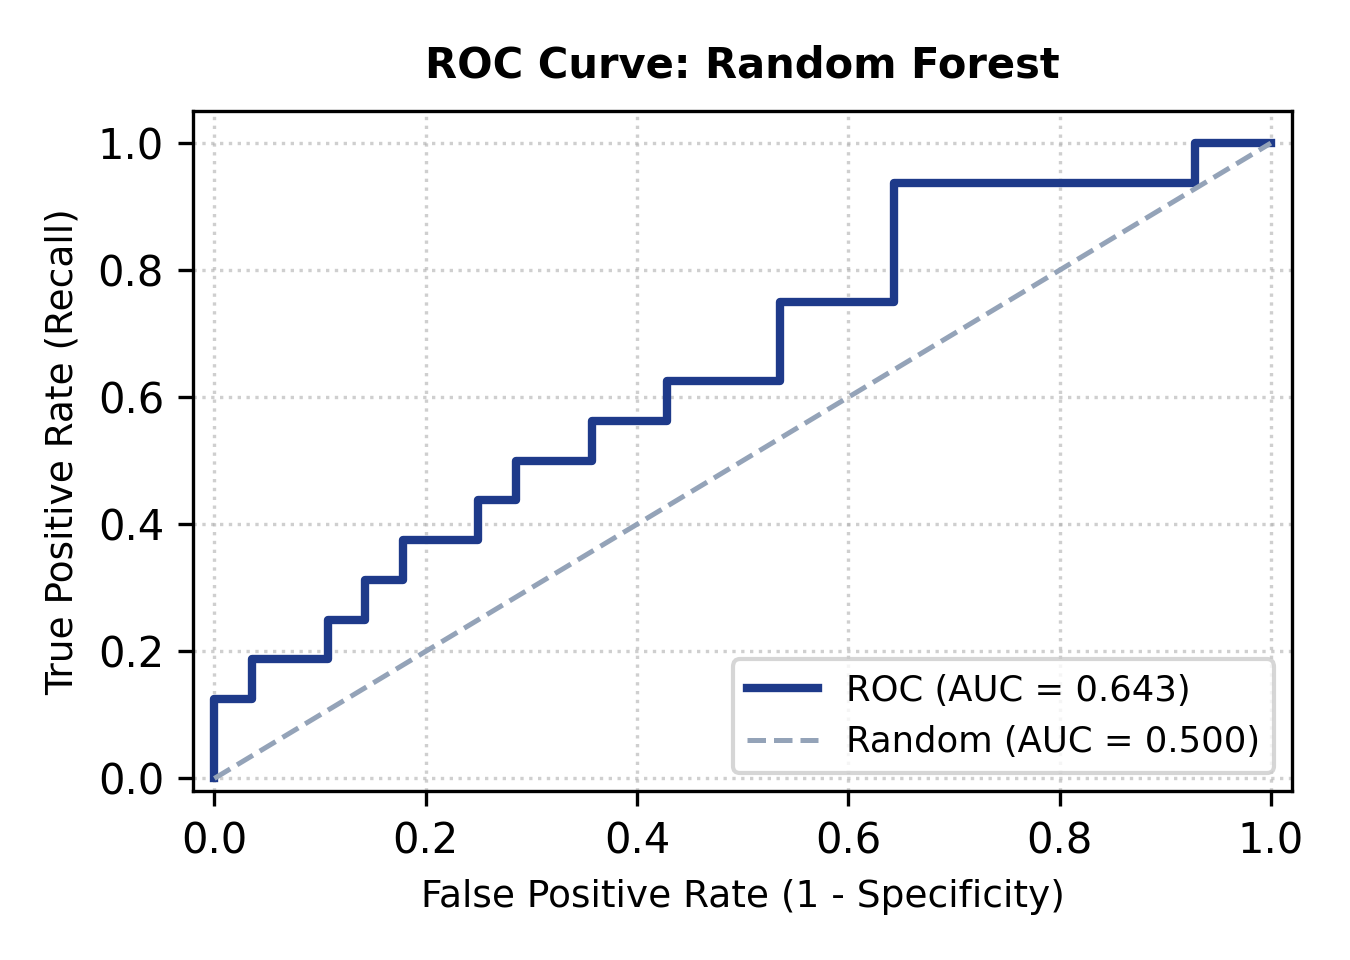 ROC Curve: Random Forest
True Positive Rate (Recall)
1.0
0.8
0.6
0.4
0.2
0.0
ROC (AUC = 0.643)
Random (AUC = 0.500)
0.0 0.2 0.4 0.6 0.8 1.0
False Positive Rate (1 - Specificity)